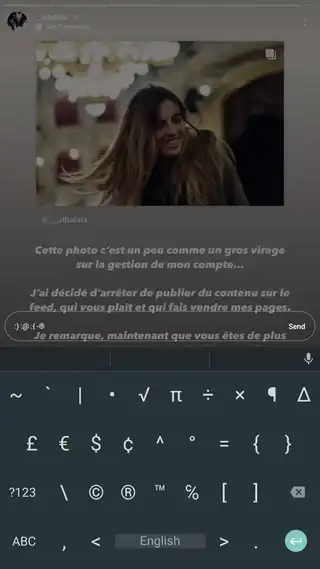 Cette photo c'est un peu comme un gros virage
sur la gestion de mon compte...
J'ai décidé d'arrêter de publier du contenu sur le
feed, qui vous plait et qui fais vendre mes pages.
:) :@ :( -®
Send
Je remarque, maintenant que vous êtes de plus
~ ` | • √ π ÷ × ¶ ∆
£ € $ ¢ ^ ° = { }
?123 \ © ® ™ ℅ [ ]
ABC , < English > .